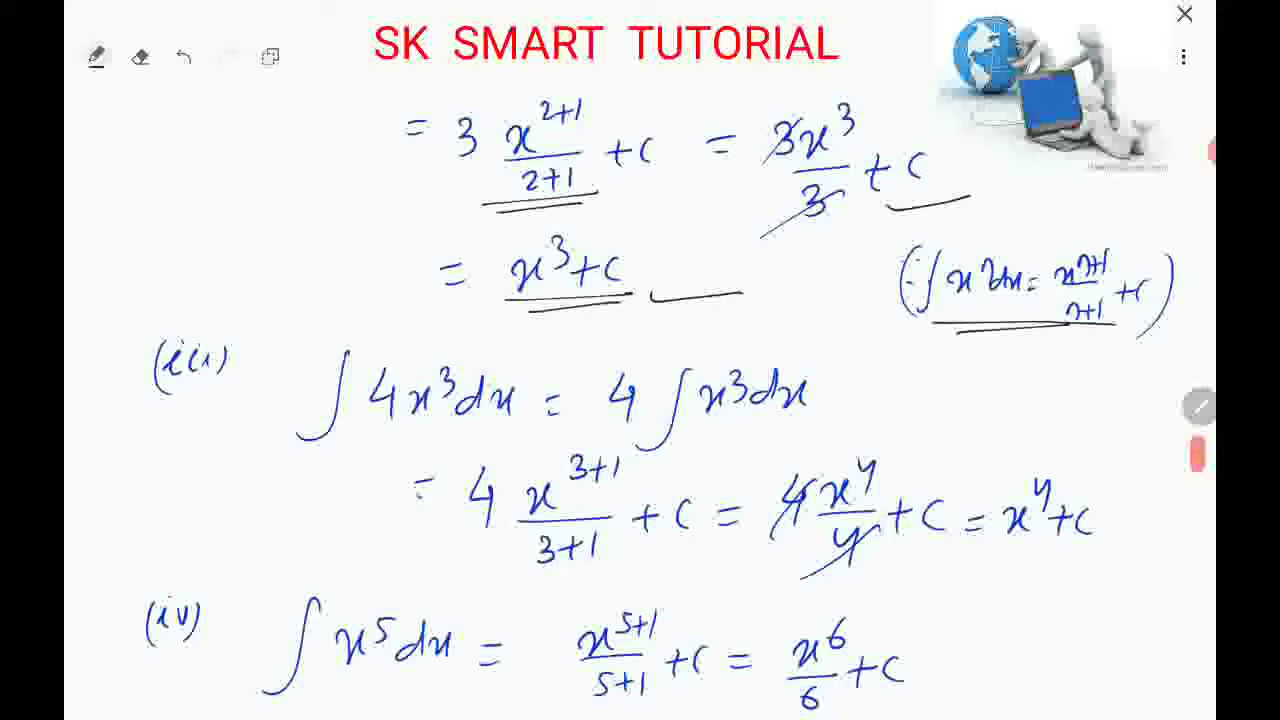 SK SMART TUTORIAL
= 3 x^(2+1)/(2+1) + c = 3x^3/3 + c
= x^3 + c
(∵ ∫ x^n dx = x^(n+1)/(n+1) + c)
(iii)
∫ 4x^3 dx = 4 ∫ x^3 dx
= 4 x^(3+1)/(3+1) + c = 4x^4/4 + c = x^4 + c
(iv) ∫ x^5 dx = x^(5+1)/(5+1) + c = x^6/6 + c